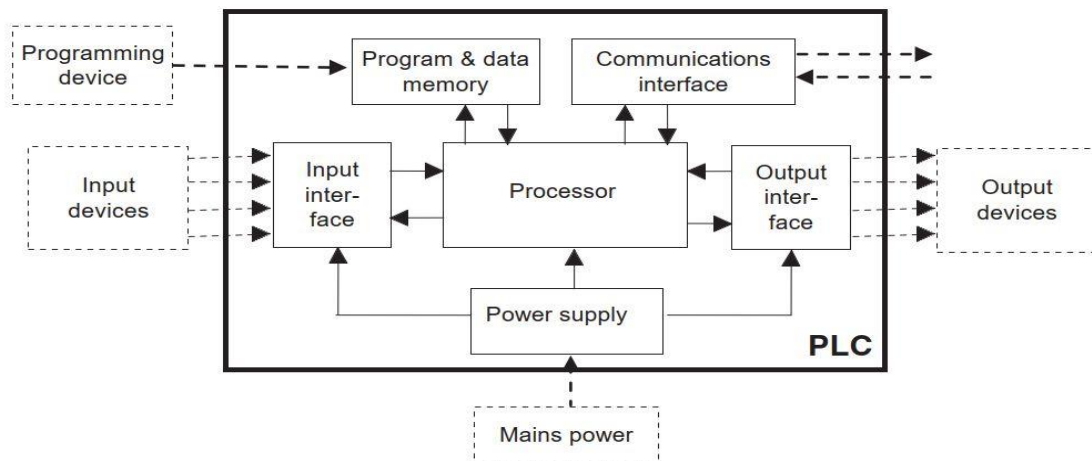 Programming
device
Program & data
memory
Communications
interface
Input
devices
Input
inter-
face
Processor
Output
inter-
face
Output
devices
Power supply
PLC
Mains power